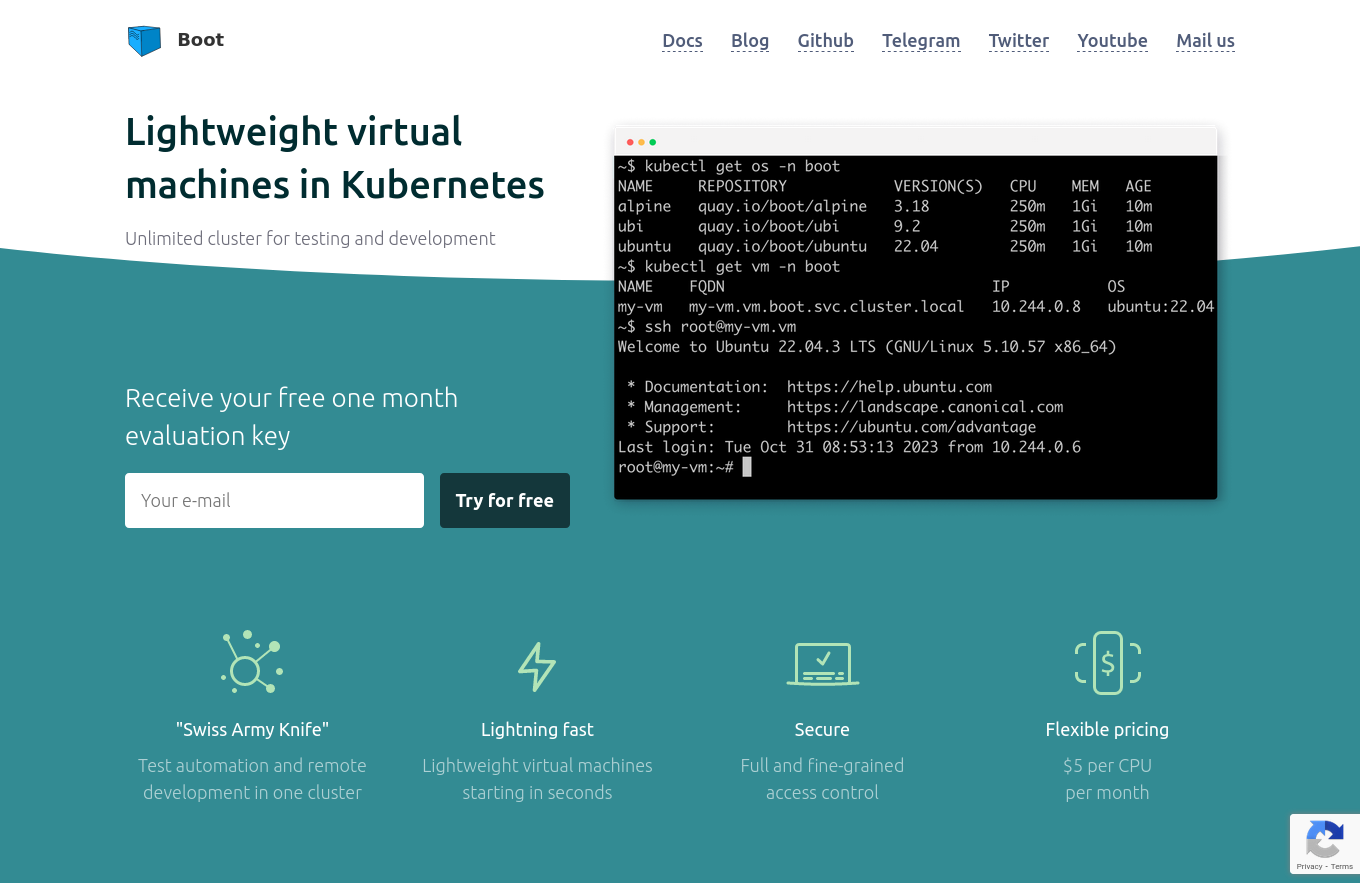 Boot
Docs Blog Github Telegram Twitter Youtube Mail us
Lightweight virtual
machines in Kubernetes
Unlimited cluster for testing and development
~$ kubectl get os -n boot
NAME REPOSITORY VERSION(S) CPU MEM AGE
alpine quay.io/boot/alpine 3.18 250m 1Gi 10m
ubi quay.io/boot/ubi 9.2 250m 1Gi 10m
ubuntu quay.io/boot/ubuntu 22.04 250m 1Gi 10m
~$ kubectl get vm -n boot
NAME FQDN IP OS
my-vm my-vm.vm.boot.svc.cluster.local 10.244.0.8 ubuntu:22.04
~$ ssh root@my-vm.vm
Welcome to Ubuntu 22.04.3 LTS (GNU/Linux 5.10.57 x86_64)
* Documentation: https://help.ubuntu.com
* Management: https://landscape.canonical.com
* Support: https://ubuntu.com/advantage
Last login: Tue Oct 31 08:53:13 2023 from 10.244.0.6
root@my-vm:~#
Receive your free one month
evaluation key
Your e-mail
Try for free
$
"Swiss Army Knife"
Test automation and remote
development in one cluster
Lightning fast
Lightweight virtual machines
starting in seconds
Secure
Full and fine-grained
access control
Flexible pricing
$5 per CPU
per month
Privacy - Terms